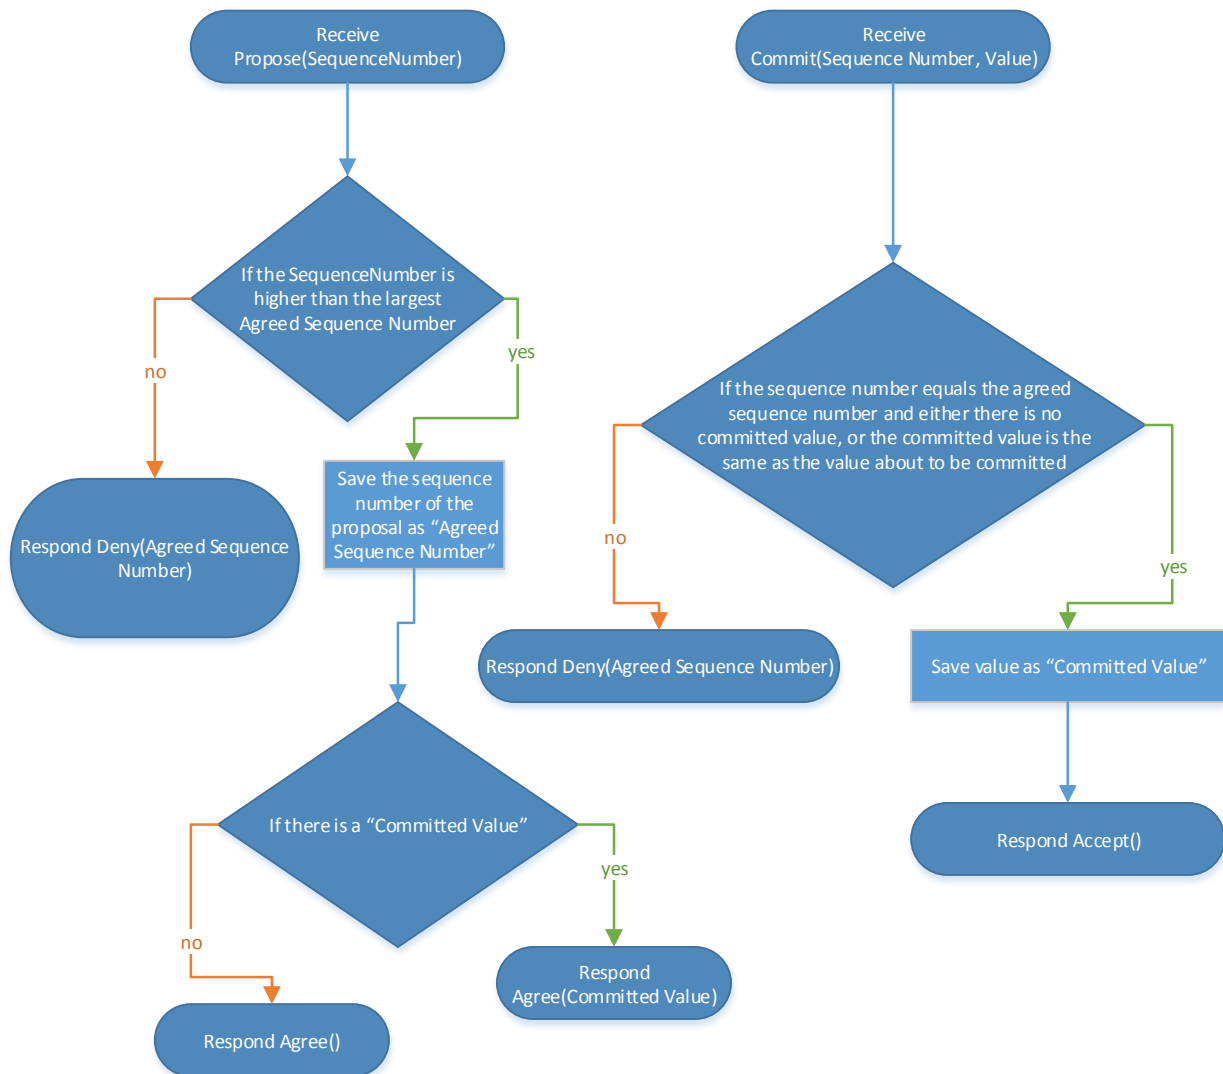 Receive
Propose(SequenceNumber)
If the SequenceNumber is
higher than the largest
Agreed Sequence Number
no
yes
Respond Deny(Agreed Sequence
Number)
Save the sequence
number of the
proposal as “Agreed
Sequence Number”
If there is a “Committed Value”
no
yes
Respond Agree()
Respond
Agree(Committed Value)
Receive
Commit(Sequence Number, Value)
If the sequence number equals the agreed
sequence number and either there is no
committed value, or the committed value is the
same as the value about to be committed
no
yes
Respond Deny(Agreed Sequence Number)
Save value as “Committed Value”
Respond Accept()